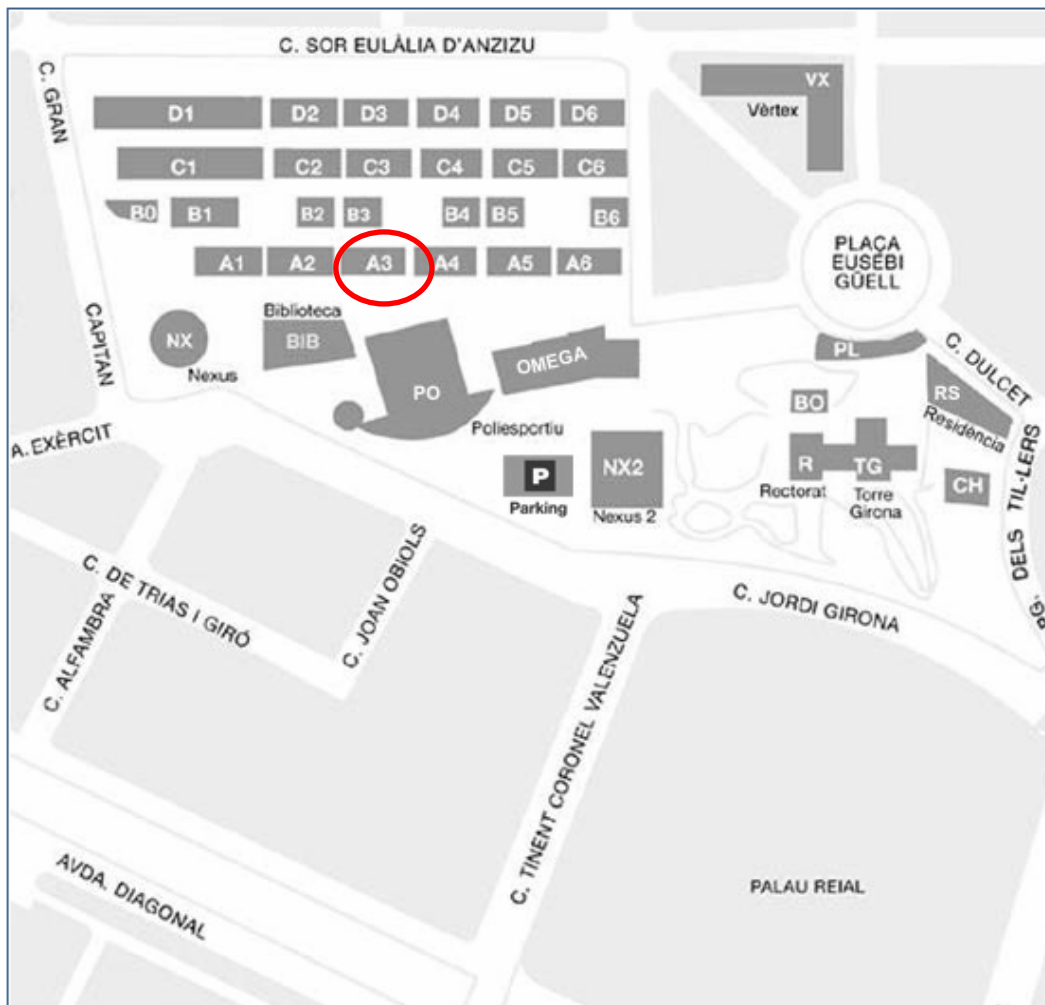 C. SOR EULÀLIA D'ANZIZU
C. GRAN
CAPITAN
VX
Vèrtex
D1 D2 D3 D4 D5 D6
C1 C2 C3 C4 C5 C6
B0 B1 B2 B3 B4 B5 B6
A1 A2 A3 A4 A5 A6
PLAÇA
EUSEBI
GÜELL
Biblioteca
BIB
NX
Nexus
PO
Poliesportiu
OMEGA
PL
C. DULCET
RS
Residència
BO
R
Rectorat
TG
Torre
Girona
CH
P
Parking
NX2
Nexus 2
A. EXÈRCIT
PG. DELS TIL·LERS
C. DE TRIAS I GIRÓ
C. JOAN OBIOLS
C. ALFAMBRA
C. JORDI GIRONA
C. TINENT CORONEL VALENZUELA
AVDA. DIAGONAL
PALAU REIAL